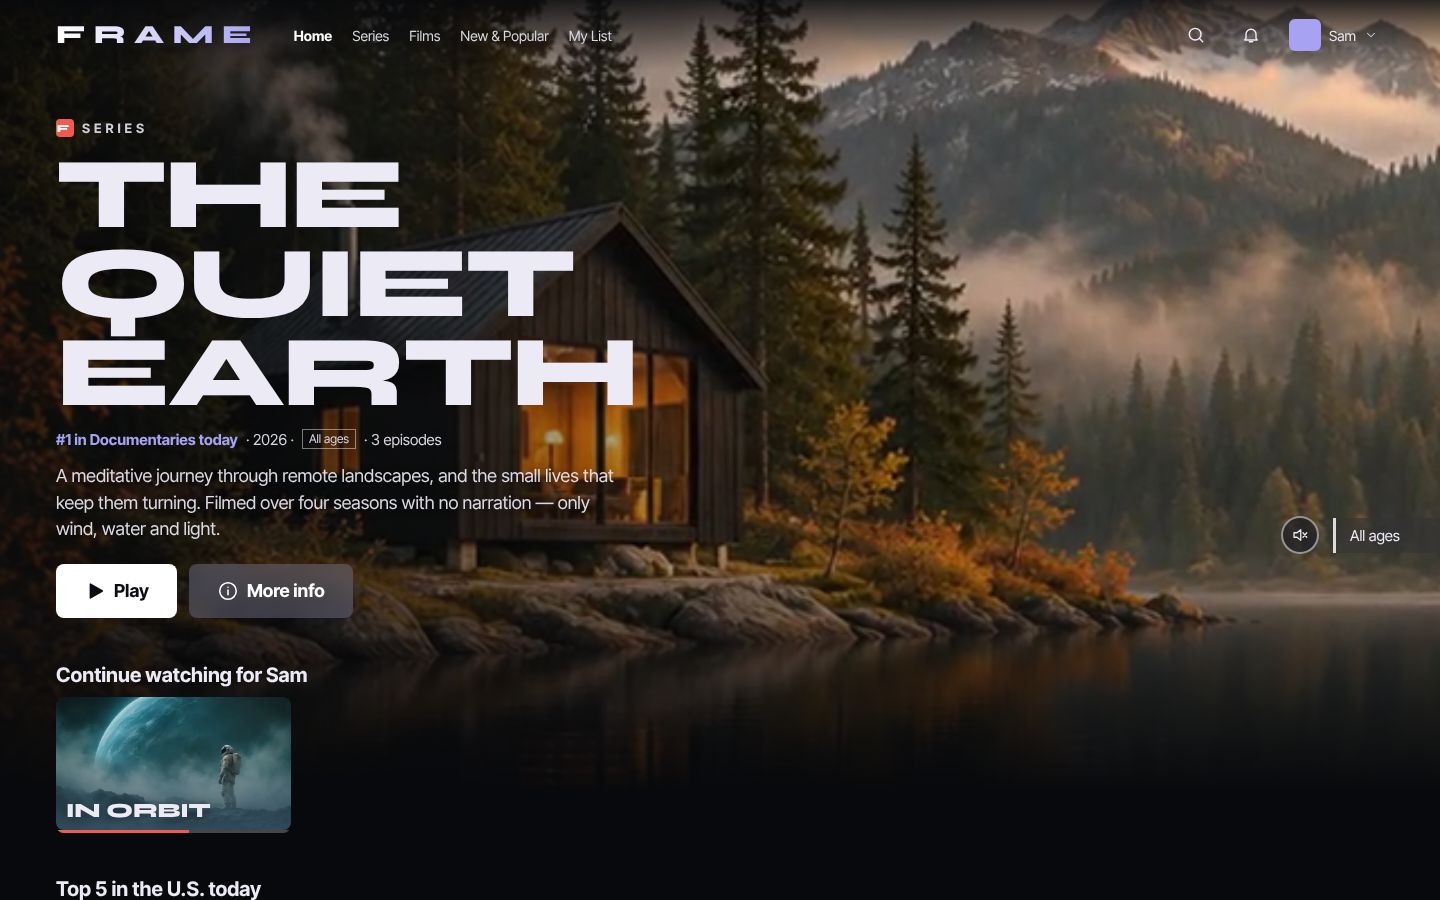 FRAME
Home
Series
Films
New & Popular
My List
Sam
F SERIES
THE
QUIET
EARTH
#1 in Documentaries today · 2026 · All ages · 3 episodes
A meditative journey through remote landscapes, and the small lives that
keep them turning. Filmed over four seasons with no narration — only
wind, water and light.
All ages
Play
More info
Continue watching for Sam
IN ORBIT
Top 5 in the U.S. today